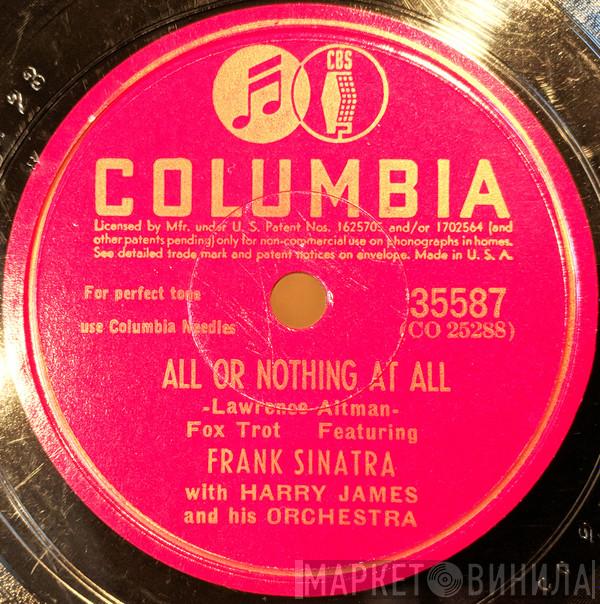 CBS
COLUMBIA
Licensed by Mfr. under U. S. Patent Nos. 1625705 and/or 1702564 (and
other patents pending) only for non-commercial use on phonographs in homes.
See detailed trade mark and patent notices on envelope. Made in U. S. A.
For perfect tone
use Columbia Needles
35587
(CO 25288)
ALL OR NOTHING AT ALL
-Lawrence-Altman-
Fox Trot Featuring
FRANK SINATRA
with HARRY JAMES
and his ORCHESTRA
МАРКЕТ ВИНИЛА